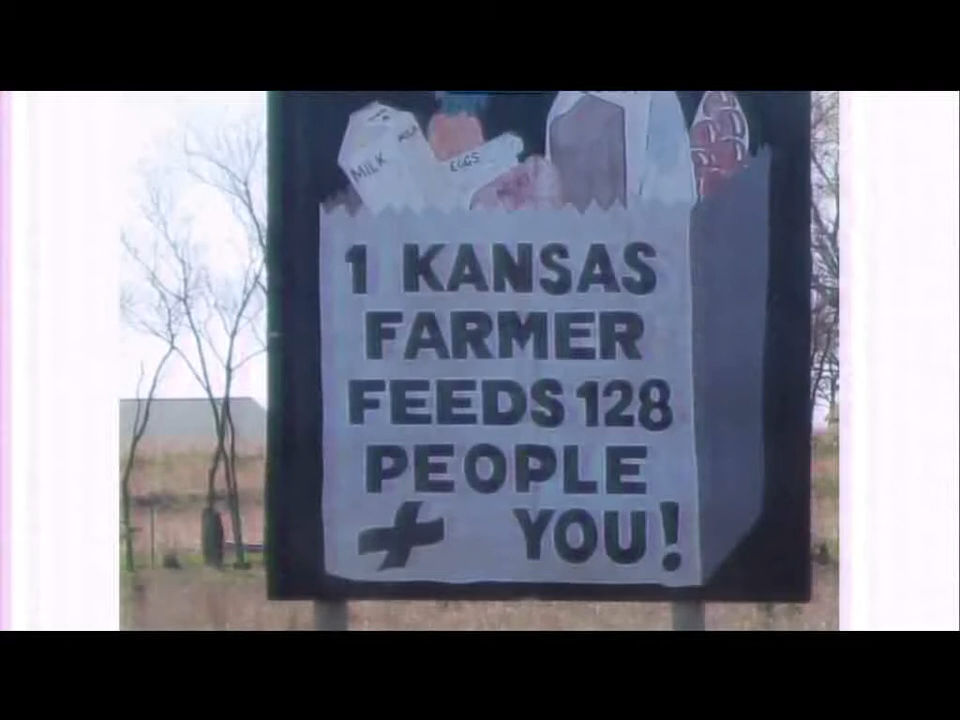 MILK
EGGS
1 KANSAS
FARMER
FEEDS 128
PEOPLE
+ YOU!